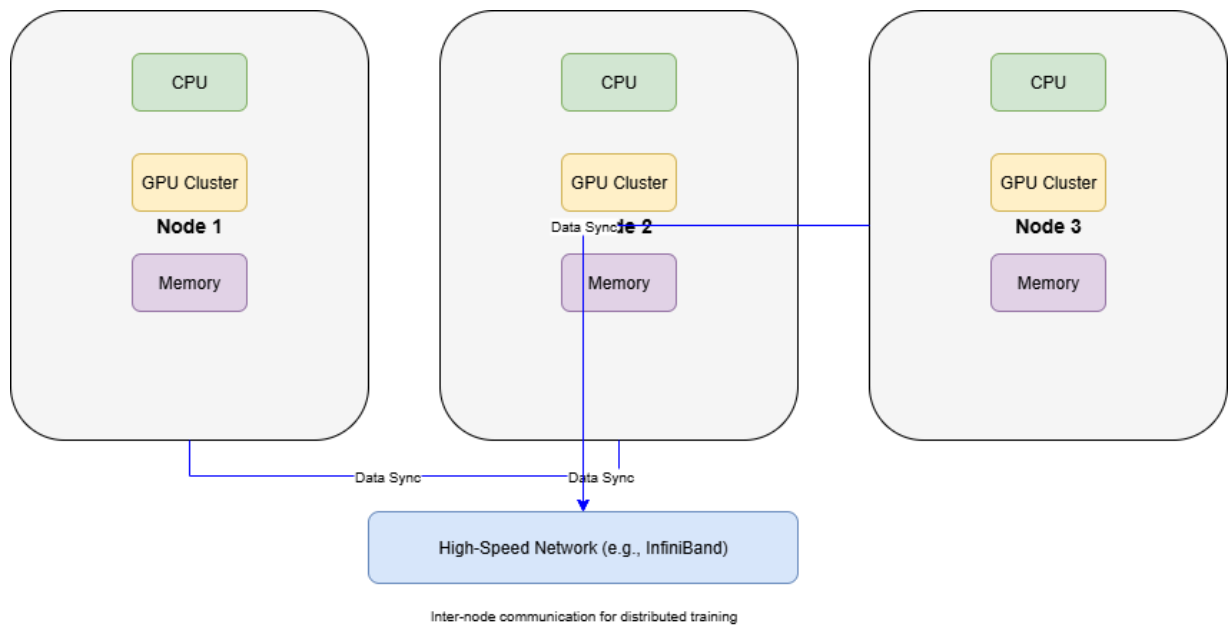 CPU
GPU Cluster
Node 1
Memory
CPU
GPU Cluster
Data Sync
2
Memory
CPU
GPU Cluster
Node 3
Memory
Data Sync
Data Sync
High-Speed Network (e.g., InfiniBand)
Inter-node communication for distributed training